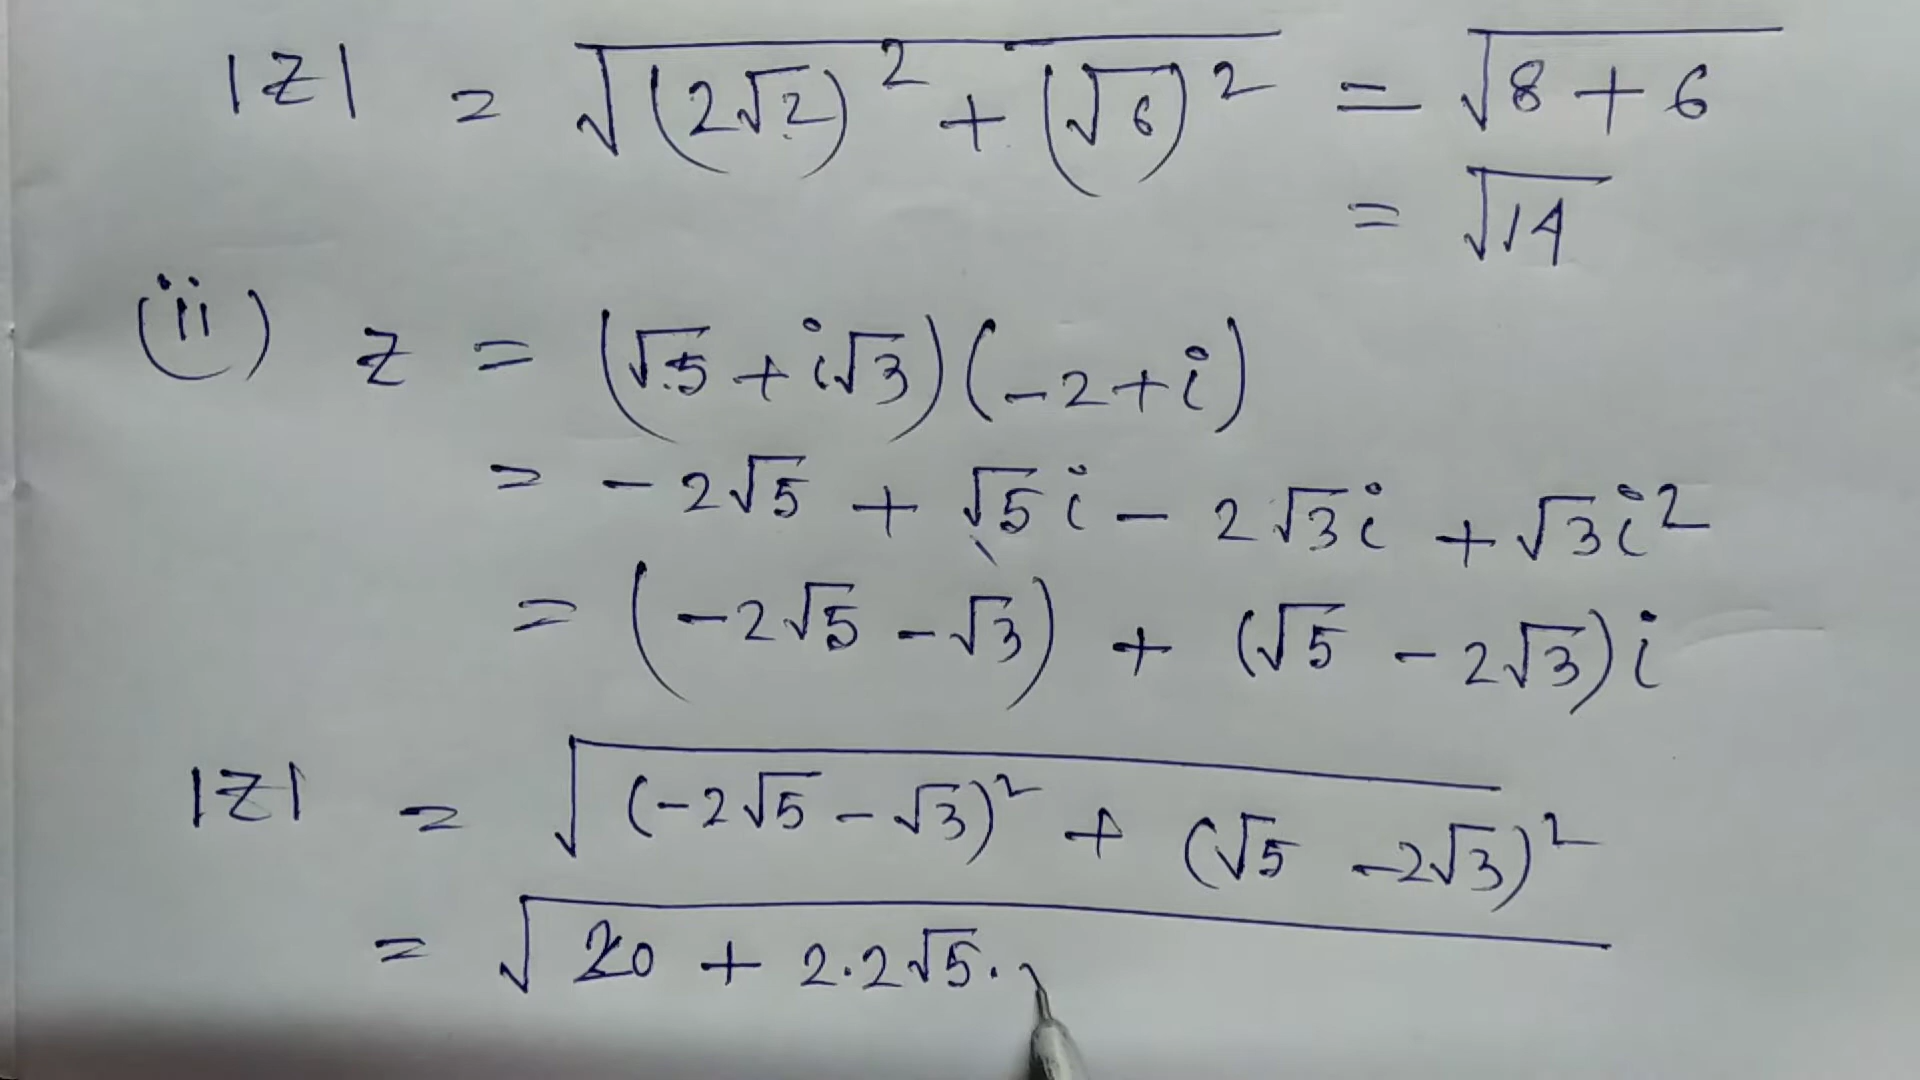 |z| = √((2√2)² + (√6)²) = √(8 + 6)
= √14
(ii) z = (√5 + i√3)(-2 + i)
= -2√5 + √5 i - 2√3 i + √3 i²
= (-2√5 - √3) + (√5 - 2√3) i
|z| = √((-2√5 - √3)² + (√5 - 2√3)²)
= √(20 + 2·2√5·